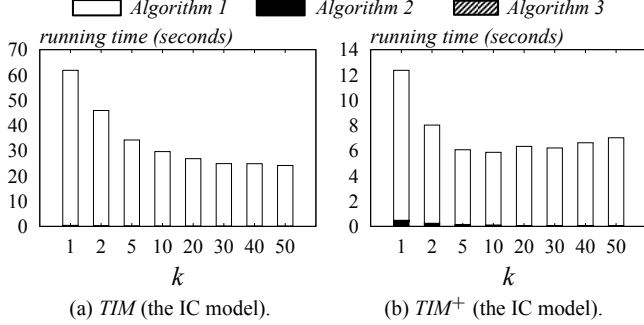 Algorithm 1 Algorithm 2 Algorithm 3
running time (seconds)
70
60
50
40
30
20
10
0
1 2 5 10 20 30 40 50
k
(a) TIM (the IC model).
running time (seconds)
14
12
10
8
6
4
2
0
1 2 5 10 20 30 40 50
k
(b) TIM+ (the IC model).